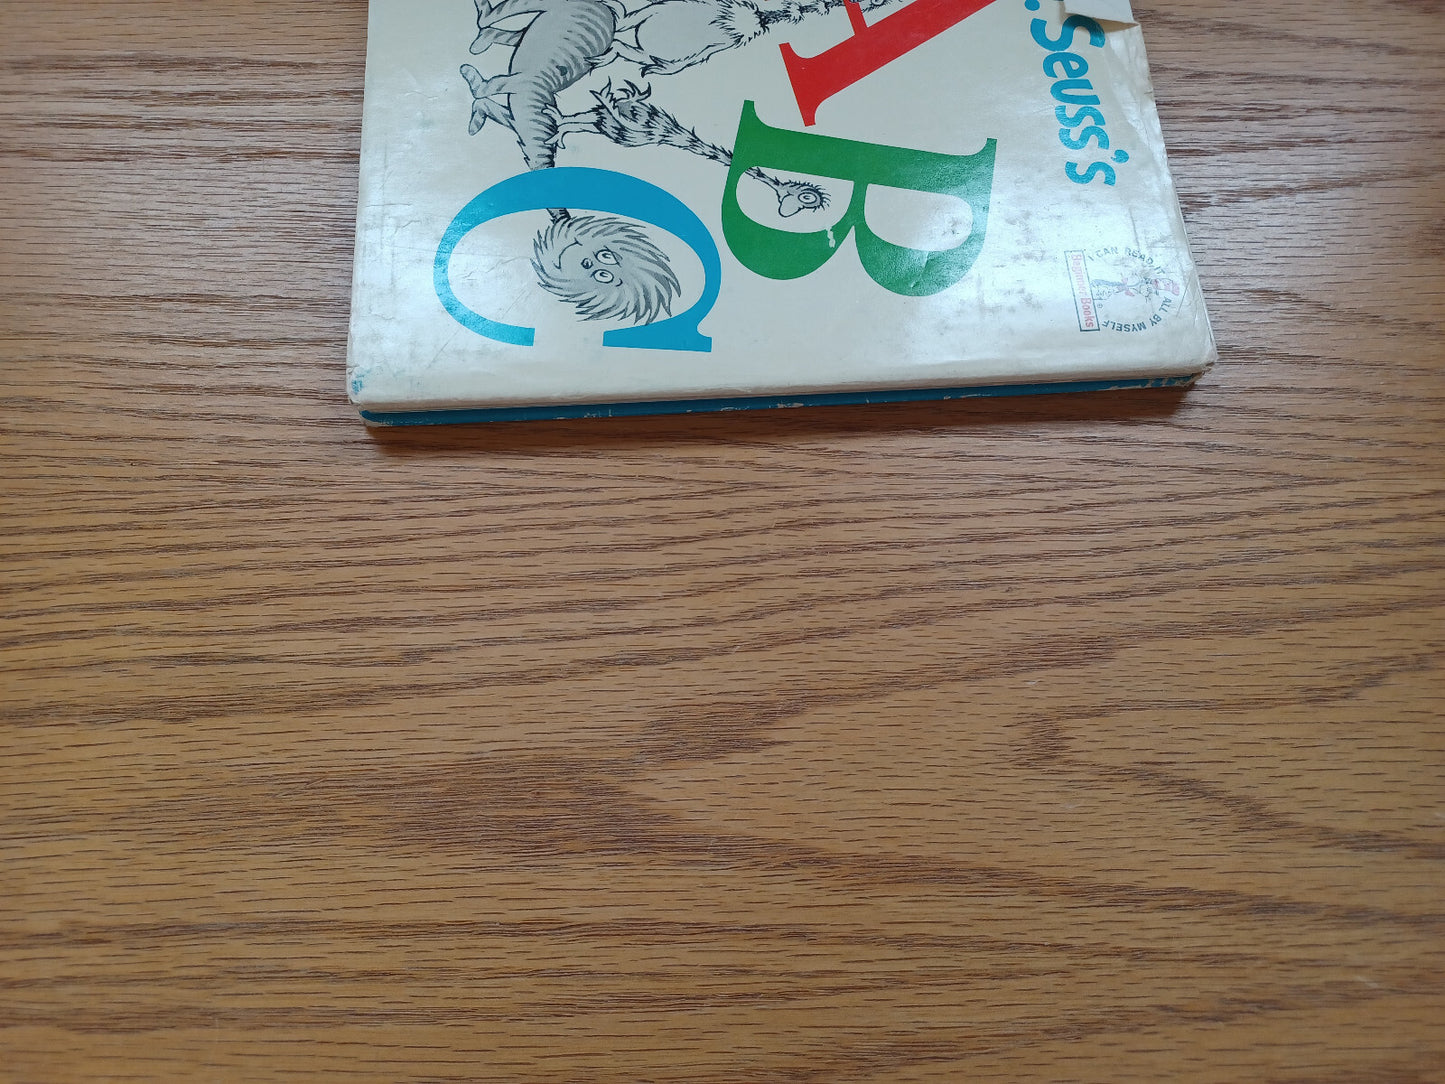 .Seuss's
A
B
C
I CAN READ IT ALL BY MYSELF
Beginner Books